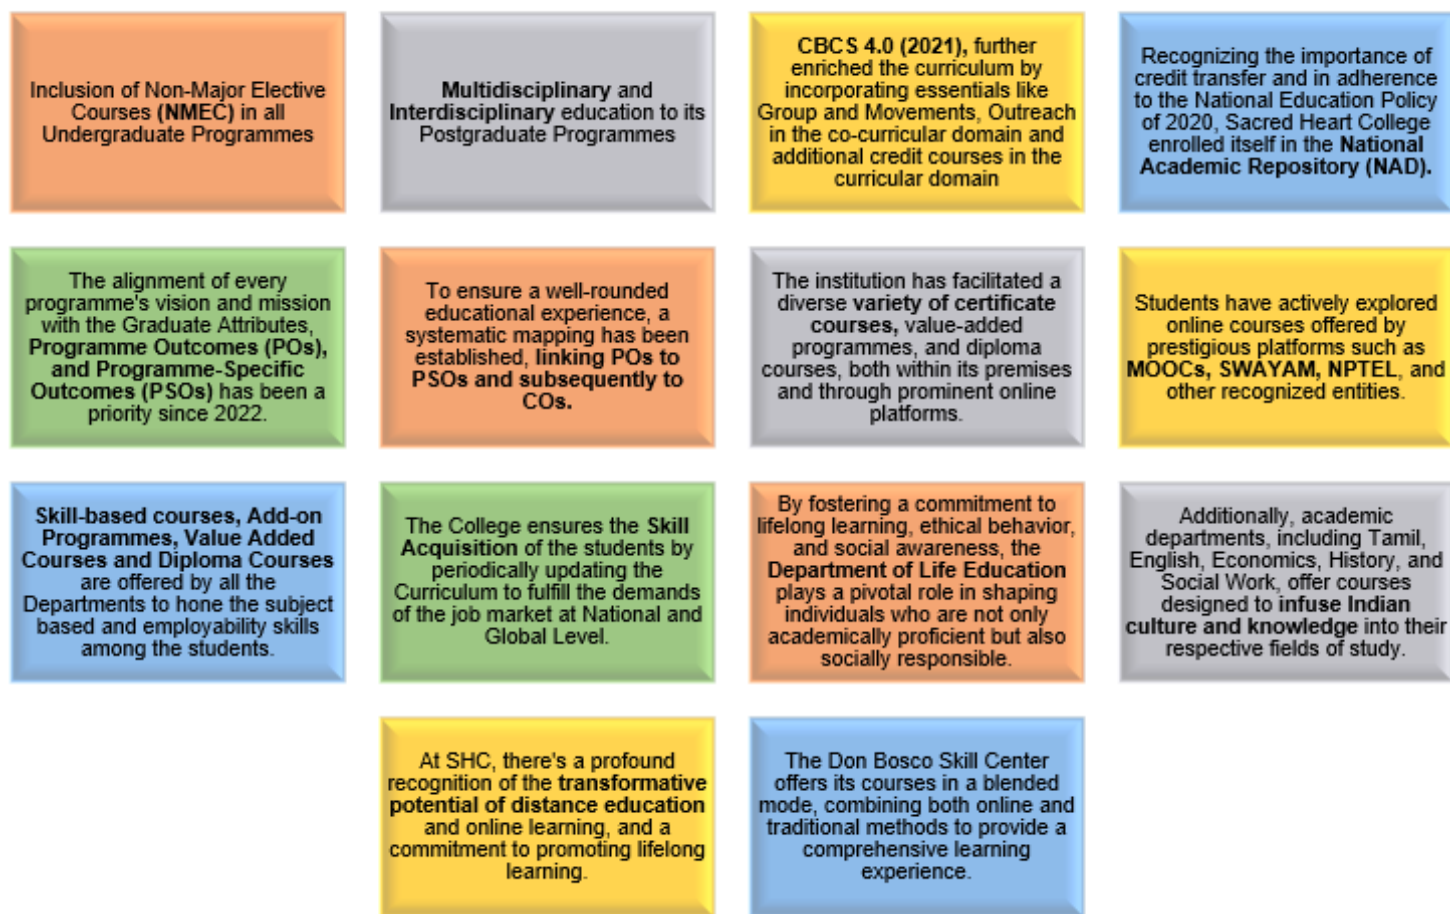 Inclusion of Non-Major Elective
Courses (NMEC) in all
Undergraduate Programmes
Multidisciplinary and
Interdisciplinary education to its
Postgraduate Programmes
CBCS 4.0 (2021), further
enriched the curriculum by
incorporating essentials like
Group and Movements, Outreach
in the co-curricular domain and
additional credit courses in the
curricular domain
Recognizing the importance of
credit transfer and in adherence
to the National Education Policy
of 2020, Sacred Heart College
enrolled itself in the National
Academic Repository (NAD).
The alignment of every
programme's vision and mission
with the Graduate Attributes,
Programme Outcomes (POs),
and Programme-Specific
Outcomes (PSOs) has been a
priority since 2022.
To ensure a well-rounded
educational experience, a
systematic mapping has been
established, linking POs to
PSOs and subsequently to
COs.
The institution has facilitated a
diverse variety of certificate
courses, value-added
programmes, and diploma
courses, both within its premises
and through prominent online
platforms.
Students have actively explored
online courses offered by
prestigious platforms such as
MOOCs, SWAYAM, NPTEL, and
other recognized entities.
Skill-based courses, Add-on
Programmes, Value Added
Courses and Diploma Courses
are offered by all the
Departments to hone the subject
based and employability skills
among the students.
The College ensures the Skill
Acquisition of the students by
periodically updating the
Curriculum to fulfill the demands
of the job market at National and
Global Level.
By fostering a commitment to
lifelong learning, ethical behavior,
and social awareness, the
Department of Life Education
plays a pivotal role in shaping
individuals who are not only
academically proficient but also
socially responsible.
Additionally, academic
departments, including Tamil,
English, Economics, History, and
Social Work, offer courses
designed to infuse Indian
culture and knowledge into their
respective fields of study.
At SHC, there's a profound
recognition of the transformative
potential of distance education
and online learning, and a
commitment to promoting lifelong
learning.
The Don Bosco Skill Center
offers its courses in a blended
mode, combining both online and
traditional methods to provide a
comprehensive learning
experience.